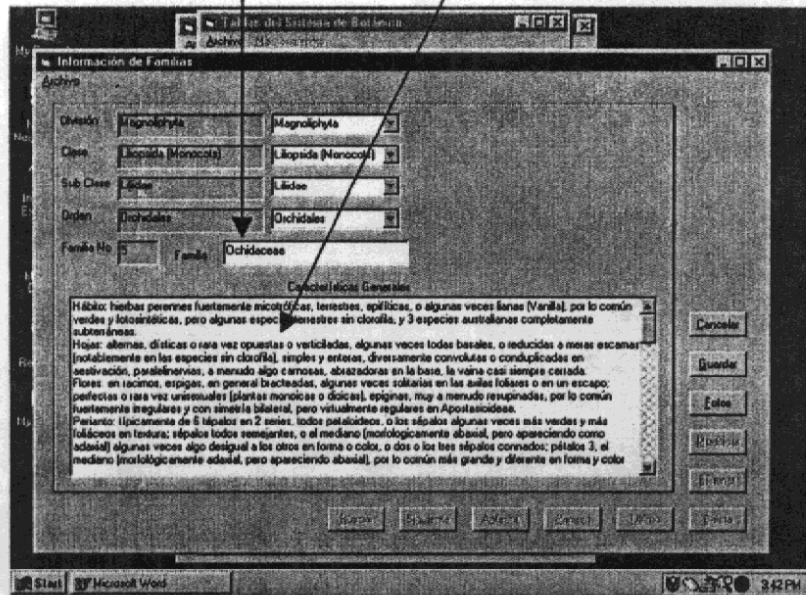 Tablas del Sistema de Botánica
Archivo
Información de Familias
Archivo
División Magnoliphyta Magnoliphyta
Clase Liliopsida (Monocots) Liliopsida (Monocots)
Sub Clase Liliidae Liliidae
Orden Orchidales Orchidales
Familia No 5 Familia Ochidaceae
Características Generales
Hábito: hierbas perennes fuertemente micotróficas, terrestres, epifíticas, o algunas veces lianas (Vanilla), por lo común
verdes y fotosintéticas, pero algunas especies terrestres sin clorofila, y 3 especies australianas completamente
subterráneas.
Hojas: alternas, dísticas o rara vez opuestas o verticiladas, algunas veces todas basales, o reducidas a meras escamas
(notablemente en las especies sin clorofila), simples y enteras, diversamente convolutas o conduplicadas en
aestivación, paralelinervias, a menudo algo carnosas, abrazadoras en la base, la vaina casi siempre cerrada.
Flores: en racimos, espigas, en general bracteadas, algunas veces solitarias en las axilas foliares o en un escapo;
perfectas o rara vez unisexuales (plantas monoicas o dioicas), epiginas, muy a menudo resupinadas, por lo común
fuertemente irregulares y con simetría bilateral, pero virtualmente regulares en Apostasioideae.
Perianto: típicamente de 6 tépalos en 2 series, todos petaloideos, o los sépalos algunas veces más verdes y más
foliáceos en textura; sépalos todos semejantes, o el mediano (morfologicamente abaxial, pero apareciendo como
adaxial) algunas veces algo desigual a los otros en forma o color, o dos o los tres sépalos connados; pétalos 3, el
mediano (morfológicamente adaxial, pero apareciendo abaxial), por lo común más grande y diferente en forma y color
Cancelar
Guardar
Fotos
Start Microsoft Word 3:42 PM